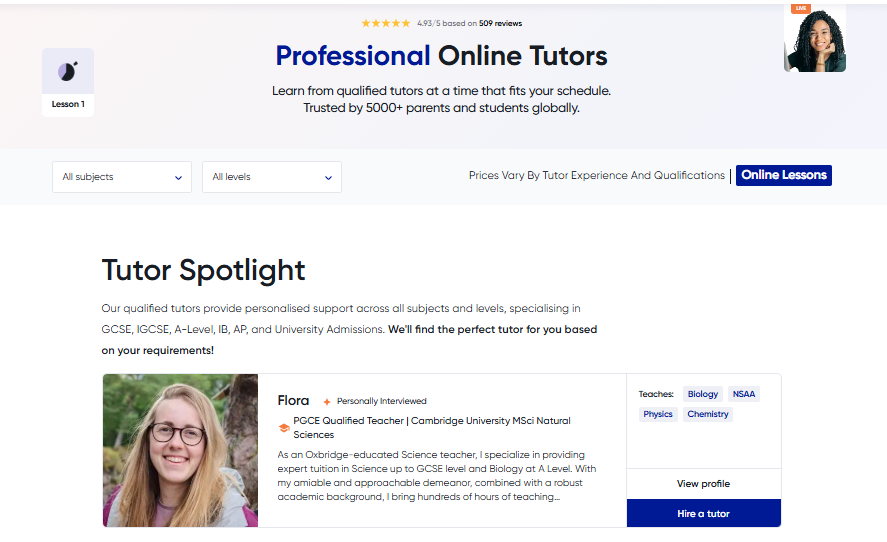 4.93/5 based on 509 reviews
LIVE
Professional Online Tutors
Lesson 1
Learn from qualified tutors at a time that fits your schedule.
Trusted by 5000+ parents and students globally.
All subjects
All levels
Prices Vary By Tutor Experience And Qualifications | Online Lessons
Tutor Spotlight
Our qualified tutors provide personalised support across all subjects and levels, specialising in
GCSE, IGCSE, A-Level, IB, AP, and University Admissions. We'll find the perfect tutor for you based
on your requirements!
Flora Personally Interviewed
PGCE Qualified Teacher | Cambridge University MSci Natural
Sciences
As an Oxbridge-educated Science teacher, I specialize in providing
expert tuition in Science up to GCSE level and Biology at A Level. With
my amiable and approachable demeanor, combined with a robust
academic background, I bring hundreds of hours of teaching...
Teaches: Biology NSAA
Physics Chemistry
View profile
Hire a tutor